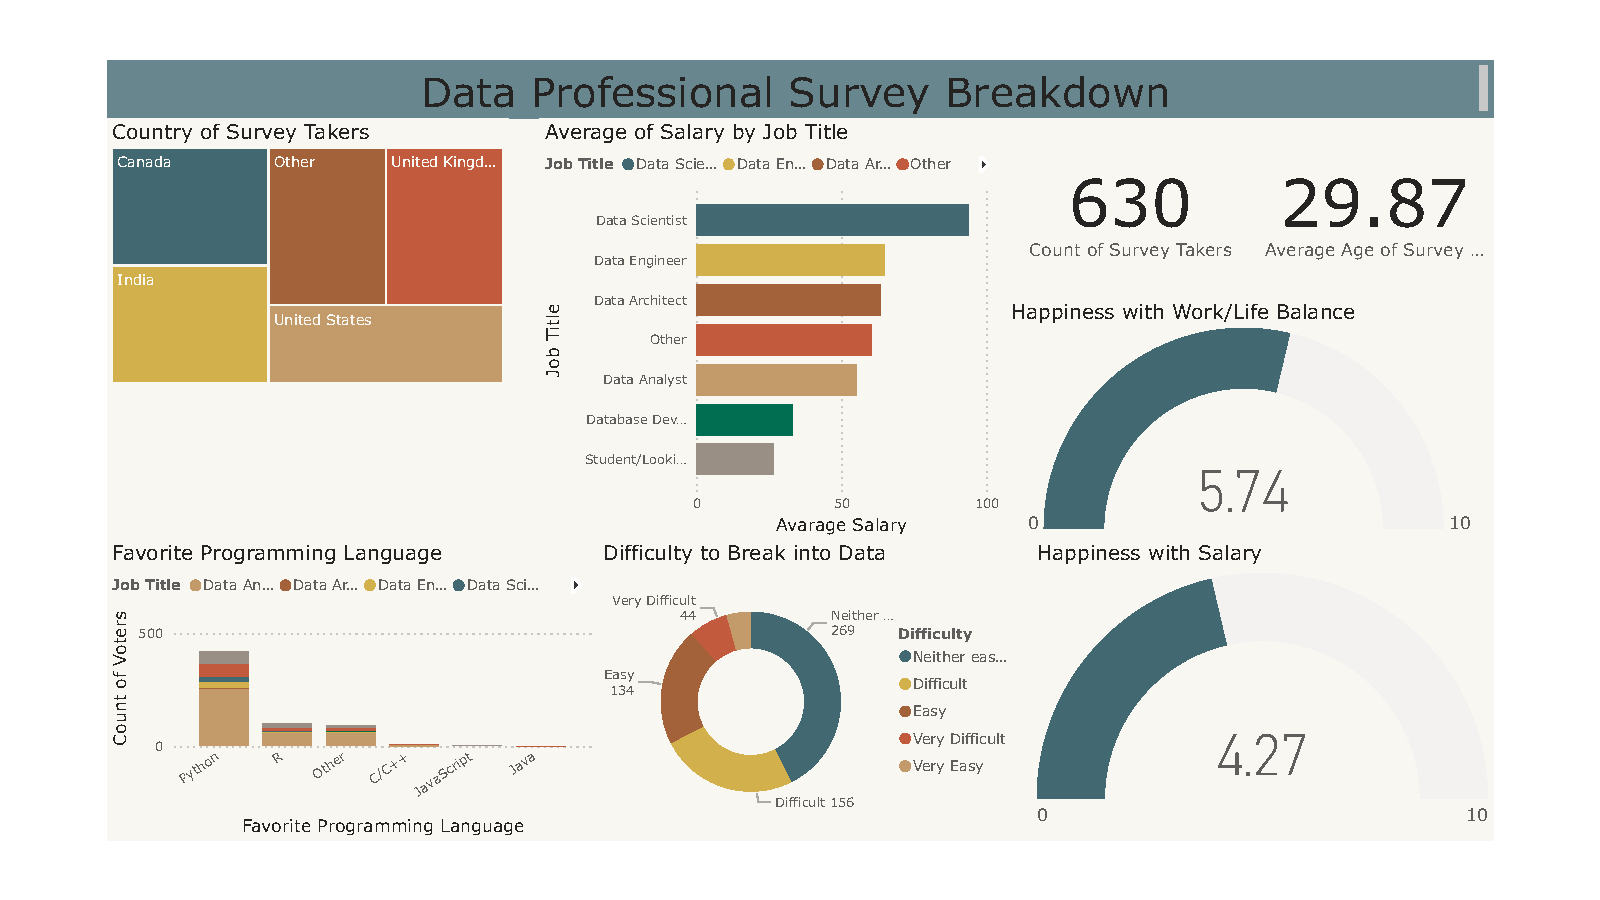 Data Professional Survey Breakdown
Country of Survey Takers
Canada
Other
United Kingd...
India
United States
Average of Salary by Job Title
Job Title Data Scie... Data En... Data Ar... Other
Job Title
Data Scientist
Data Engineer
Data Architect
Other
Data Analyst
Database Dev...
Student/Looki...
0 50 100
Avarage Salary
630
Count of Survey Takers
29.87
Average Age of Survey ...
Happiness with Work/Life Balance
5.74
0 10
Favorite Programming Language
Job Title Data An... Data Ar... Data En... Data Sci...
Count of Voters
500
0
Python R Other C/C++ JavaScript Java
Favorite Programming Language
Difficulty to Break into Data
Very Difficult
44
Neither ...
269
Easy
134
Difficult 156
Difficulty
Neither eas...
Difficult
Easy
Very Difficult
Very Easy
Happiness with Salary
4.27
0 10